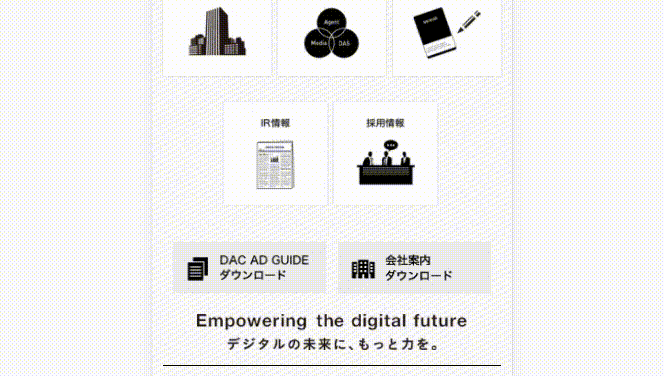 Agent
Media
DAS
IR情報
採用情報
DAC AD GUIDE
ダウンロード
会社案内
ダウンロード
Empowering the digital future
デジタルの未来に、もっと力を。